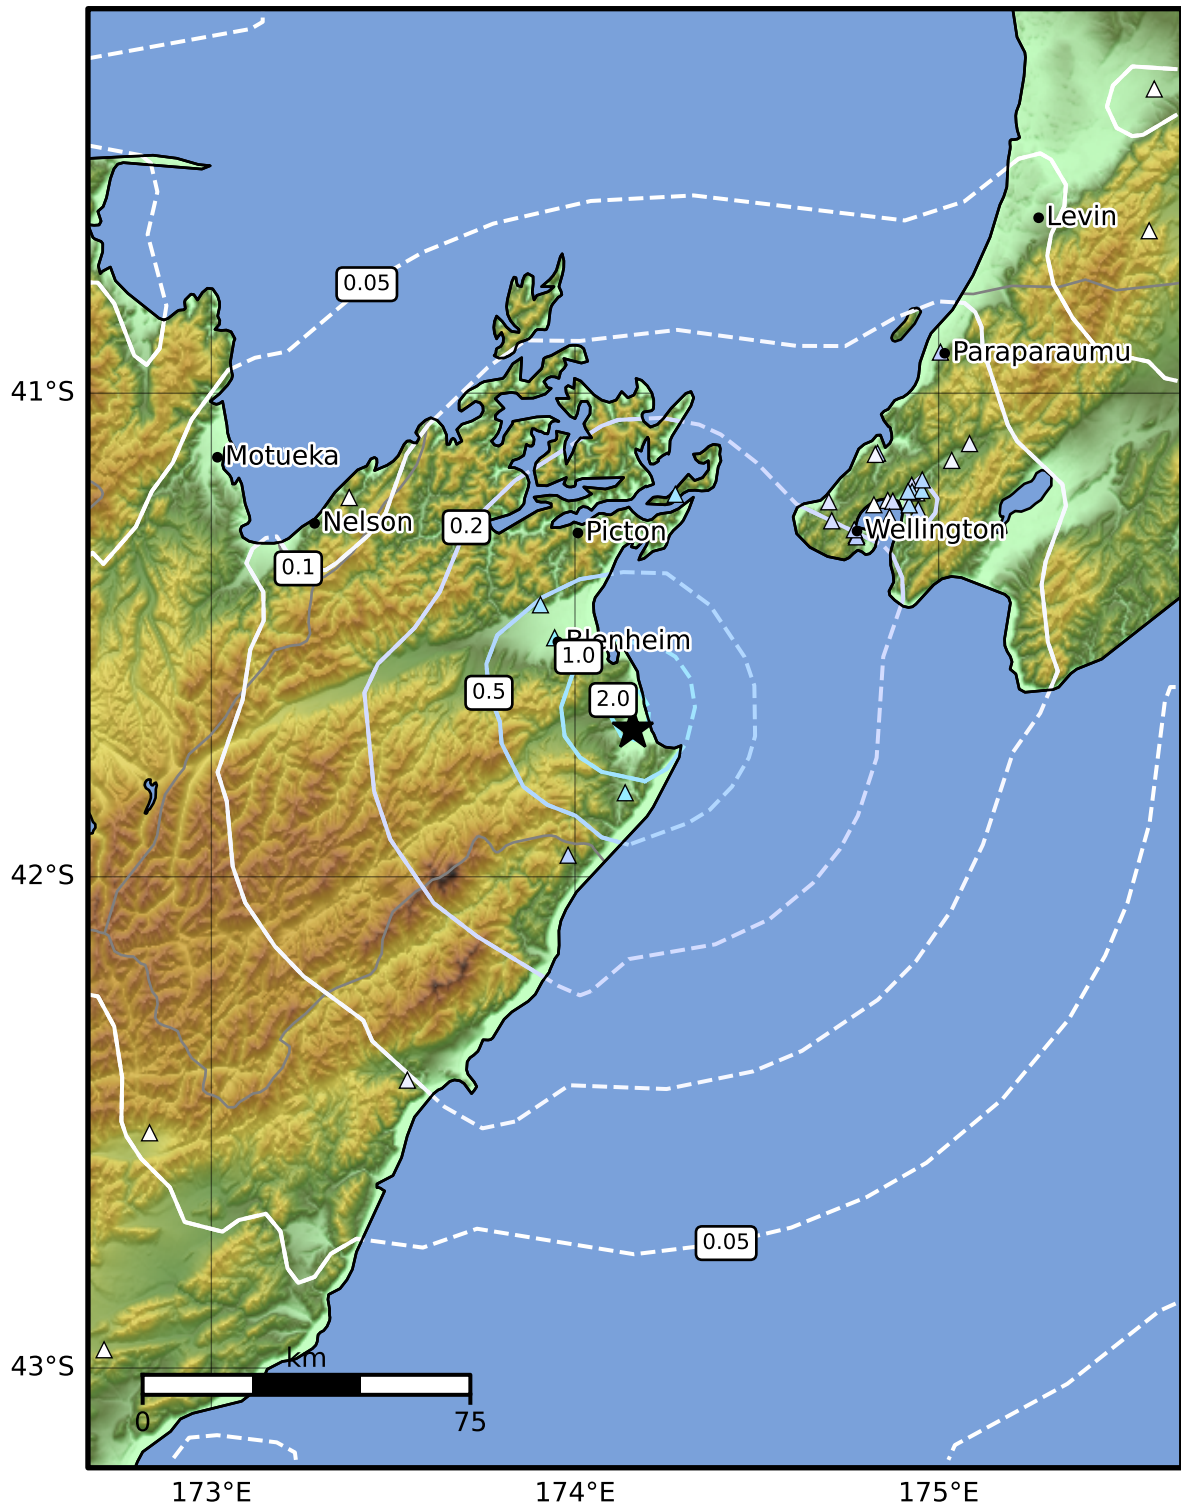 Levin
0.05
Paraparaumu
41°S
Motueka
Nelson
0.2
Picton
Wellington
0.1
Blenheim
1.0
0.5
2.0
42°S
0.05
43°S
km
0
75
173°E
174°E
175°E